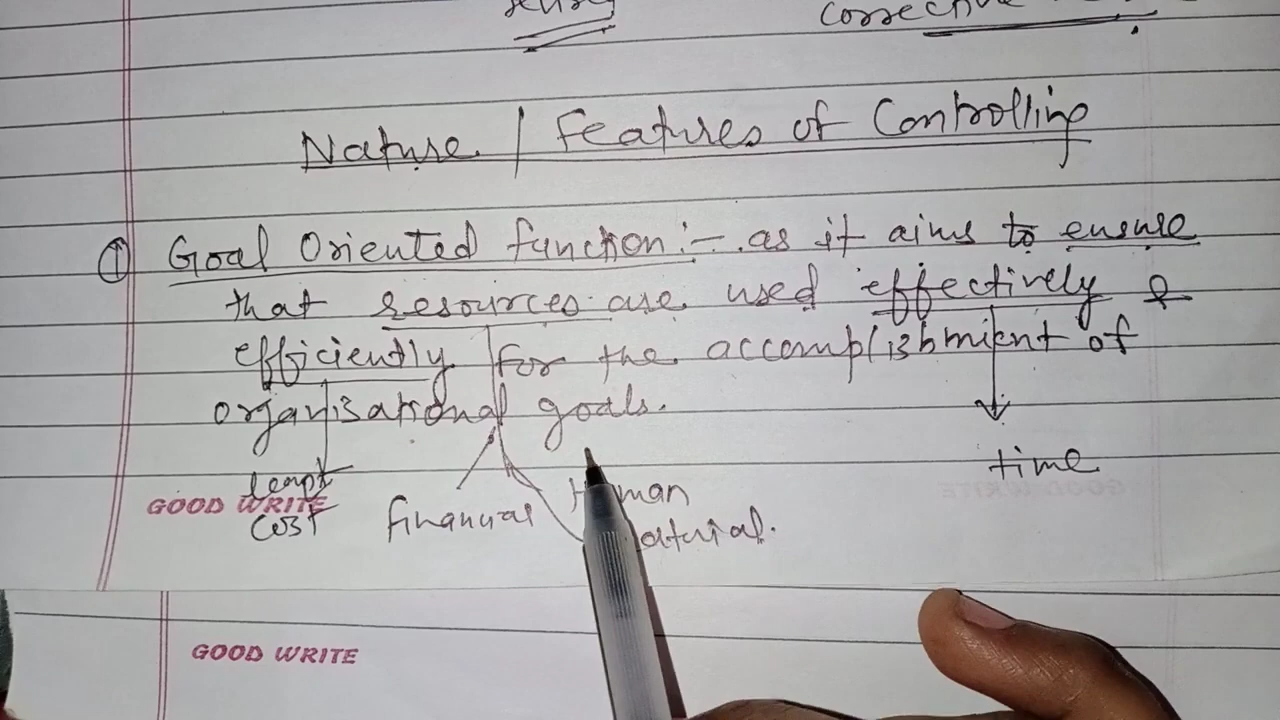 Nature / Features of Controlling
① Goal Oriented function :- as it aims to ensure
that resources are used effectively &
efficiently for the accomplishment of
organisational goals.
time
least
cost
financial
Human
GOOD WRITE
GOOD WRITE